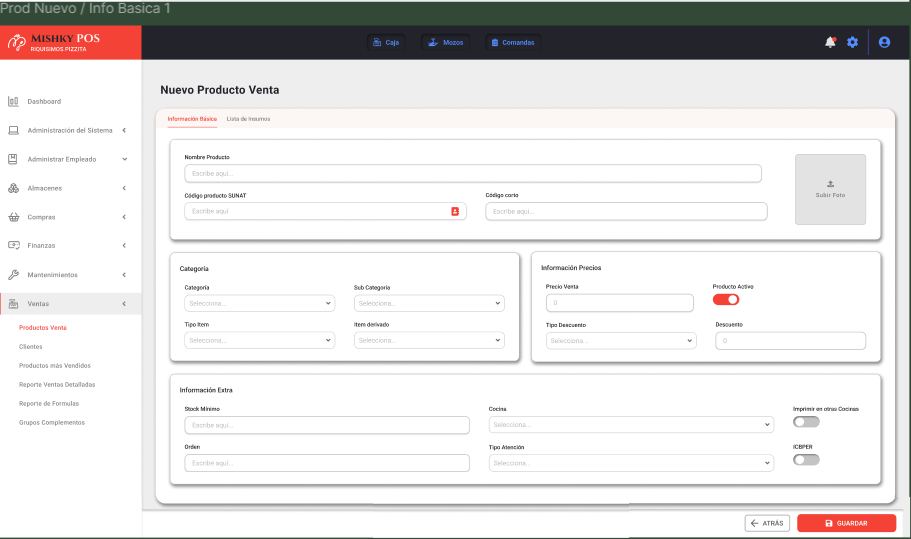 Prod Nuevo / Info Basica 1
MISHKY POS
RIQUISIMOS PIZZITA
Caja
Mozos
Comandas
Dashboard
Administración del Sistema
Administrar Empleado
Almacenes
Compras
Finanzas
Mantenimientos
Ventas
Productos Venta
Clientes
Productos más Vendidos
Reporte Ventas Detalladas
Reporte de Formulas
Grupos Complementos
Nuevo Producto Venta
Información Básica
Lista de Insumos
Nombre Producto
Escribe aqui...
Código producto SUNAT
Escribe aqui
Código corto
Escribe aqui...
Subir Foto
Categoría
Categoría
Selecciona...
Sub Categoría
Selecciona...
Tipo Item
Selecciona...
Item derivado
Selecciona...
Información Precios
Precio Venta
0
Producto Activo
Tipo Descuento
Selecciona...
Descuento
0
Información Extra
Stock Mínimo
Escribe aqui...
Cocina
Selecciona...
Imprimir en otras Cocinas
Orden
Escribe aqui...
Tipo Atención
Selecciona...
ICBPER
ATRÁS
GUARDAR